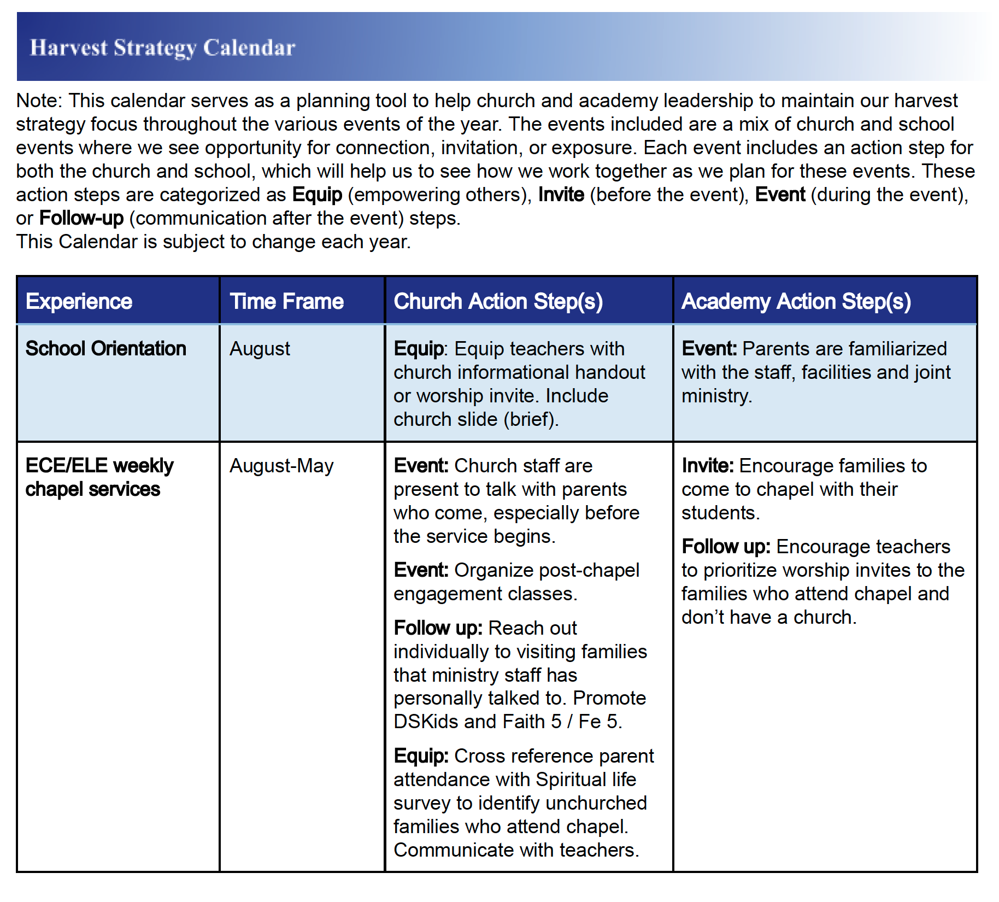 Harvest Strategy Calendar
Note: This calendar serves as a planning tool to help church and academy leadership to maintain our harvest
strategy focus throughout the various events of the year. The events included are a mix of church and school
events where we see opportunity for connection, invitation, or exposure. Each event includes an action step for
both the church and school, which will help us to see how we work together as we plan for these events. These
action steps are categorized as Equip (empowering others), Invite (before the event), Event (during the event),
or Follow-up (communication after the event) steps.
This Calendar is subject to change each year.
Experience
Time Frame
Church Action Step(s)
Academy Action Step(s)
School Orientation
August
Equip: Equip teachers with
church informational handout
or worship invite. Include
church slide (brief).
Event: Parents are familiarized
with the staff, facilities and joint
ministry.
ECE/ELE weekly
chapel services
August-May
Event: Church staff are
present to talk with parents
who come, especially before
the service begins.
Event: Organize post-chapel
engagement classes.
Follow up: Reach out
individually to visiting families
that ministry staff has
personally talked to. Promote
DSKids and Faith 5 / Fe 5.
Equip: Cross reference parent
attendance with Spiritual life
survey to identify unchurched
families who attend chapel.
Communicate with teachers.
Invite: Encourage families to
come to chapel with their
students.
Follow up: Encourage teachers
to prioritize worship invites to the
families who attend chapel and
don’t have a church.